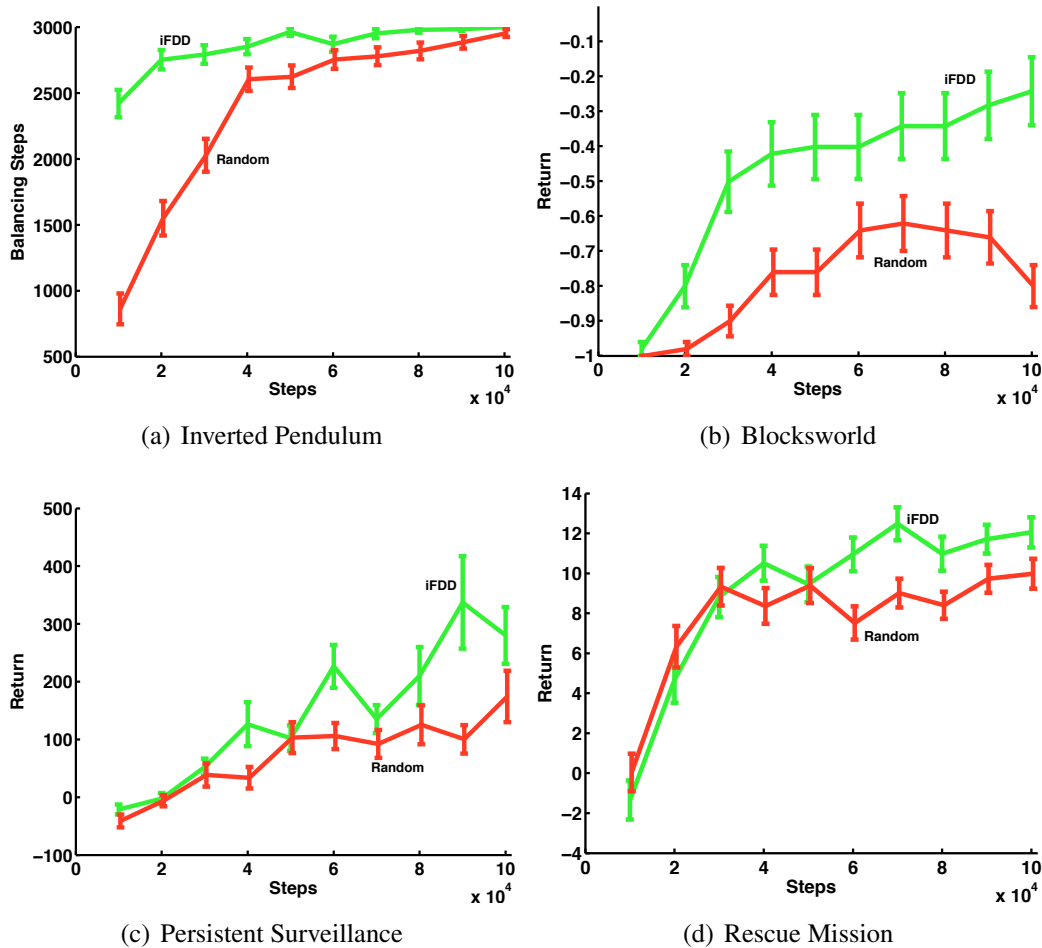 3000
2500
2000
1500
1000
500
Balancing Steps
iFDD
Random
0 2 4 6 8 10
Steps
x 10^4
(a) Inverted Pendulum
−0.1
−0.2
−0.3
−0.4
−0.5
−0.6
−0.7
−0.8
−0.9
−1
Return
iFDD
Random
0 2 4 6 8 10
Steps
x 10^4
(b) Blocksworld
500
400
300
200
100
0
−100
Return
iFDD
Random
0 2 4 6 8 10
Steps
x 10^4
(c) Persistent Surveillance
14
12
10
8
6
4
2
0
−2
−4
Return
iFDD
Random
0 2 4 6 8 10
Steps
x 10^4
(d) Rescue Mission